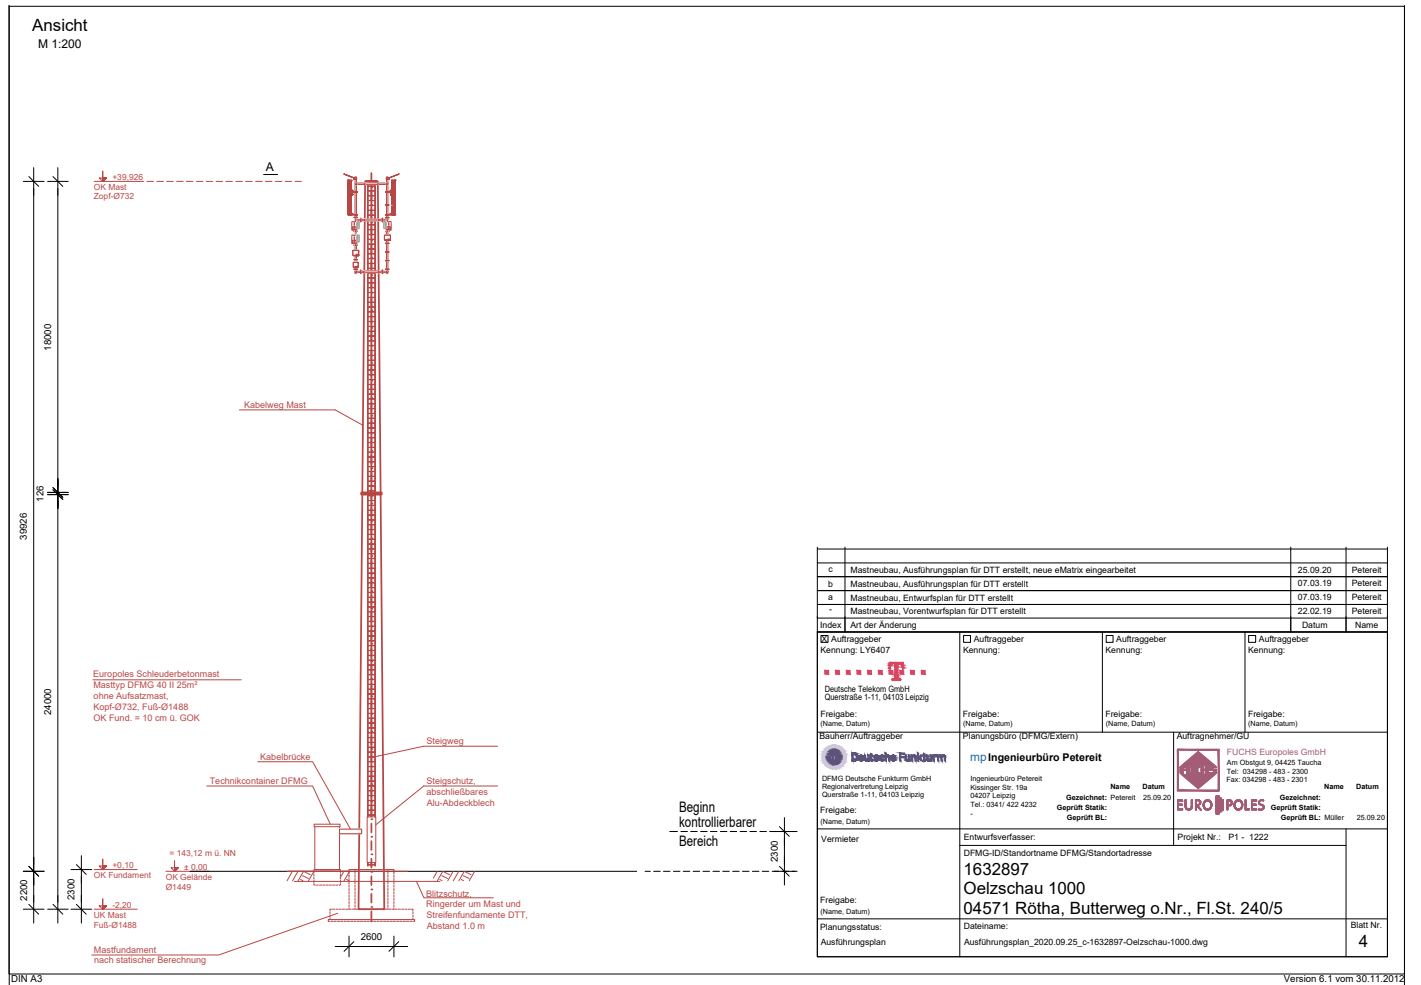 Ansicht
M 1:200
A
+39,926
OK Mast
Zopf-Ø732
18000
Kabelweg Mast
126
39926
24000
Europoles Schleuderbetonmast
Masttyp DFMG 40 II 25m²
ohne Aufsatzmast,
Kopf-Ø732, Fuß-Ø1488
OK Fund. = 10 cm ü. GOK
Steigweg
Kabelbrücke
Technikcontainer DFMG
Steigschutz,
abschließbares
Alu-Abdeckblech
Beginn
kontrollierbarer
Bereich
2300
= 143,12 m ü. NN
+0,10
OK Fundament
± 0,00
OK Gelände
Ø1449
2200
2300
-2,20
UK Mast
Fuß-Ø1488
Blitzschutz,
Ringerder um Mast und
Streifenfundamente DTT,
Abstand 1.0 m
2600
Mastfundament
nach statischer Berechnung
c Mastneubau, Ausführungsplan für DTT erstellt, neue eMatrix eingearbeitet 25.09.20 Petereit
b Mastneubau, Ausführungsplan für DTT erstellt 07.03.19 Petereit
a Mastneubau, Entwurfsplan für DTT erstellt 07.03.19 Petereit
- Mastneubau, Vorentwurfsplan für DTT erstellt 22.02.19 Petereit
Index Art der Änderung Datum Name
Auftraggeber Auftraggeber Auftraggeber Auftraggeber
Kennung: LY6407 Kennung: Kennung: Kennung:
Deutsche Telekom GmbH
Querstraße 1-11, 04103 Leipzig
Freigabe: Freigabe: Freigabe: Freigabe:
(Name, Datum) (Name, Datum) (Name, Datum) (Name, Datum)
Bauherr/Auftraggeber
Deutsche Funkturm
DFMG Deutsche Funkturm GmbH
Regionalvertretung Leipzig
Querstraße 1-11, 04103 Leipzig
Freigabe:
(Name, Datum)
Planungsbüro (DFMG/Extern)
mp Ingenieurbüro Petereit
Ingenieurbüro Petereit
Kissinger Str. 19a
04207 Leipzig
Tel.: 0341/ 422 4232
-
Name Datum
Gezeichnet: Petereit 25.09.20
Geprüft Statik:
Geprüft BL:
Auftragnehmer/GÜ
FUCHS Europoles GmbH
Am Obstgut 9, 04425 Taucha
Tel: 034298 - 483 - 2300
Fax: 034298 - 483 - 2301
EUROPOLES
Name Datum
Gezeichnet:
Geprüft Statik:
Geprüft BL: Müller 25.09.20
Vermieter
Freigabe:
(Name, Datum)
Entwurfsverfasser:
Projekt Nr.: P1 - 1222
DFMG-ID/Standortname DFMG/Standortadresse
1632897
Oelzschau 1000
04571 Rötha, Butterweg o.Nr., Fl.St. 240/5
Planungsstatus:
Ausführungsplan
Dateiname:
Ausführungsplan_2020.09.25_c-1632897-Oelzschau-1000.dwg
Blatt Nr.
4
DIN A3
Version 6.1 vom 30.11.2012